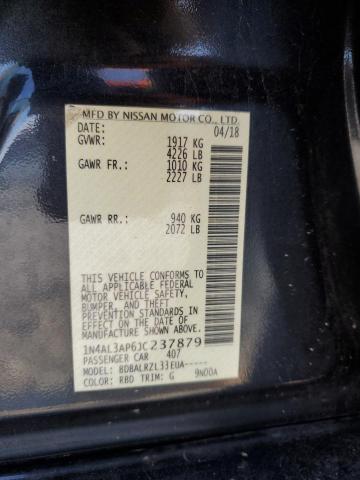 MFD BY NISSAN MOTOR CO., LTD.
DATE: 04/18
GVWR: 1917 KG
4226 LB
GAWR FR.: 1010 KG
2227 LB
GAWR RR.: 940 KG
2072 LB
THIS VEHICLE CONFORMS TO ALL
APPLICABLE U.S. FEDERAL
MOTOR VEHICLE SAFETY,
BUMPER, AND THEFT
PREVENTION STANDARDS
IN EFFECT ON THE DATE OF
MANUFACTURE SHOWN ABOVE.
1N4AL3AP6JC237879
PASSENGER CAR 407
MODEL: BDBALRZL33EUA-----
COLOR: RBD TRIM: G 9N00A